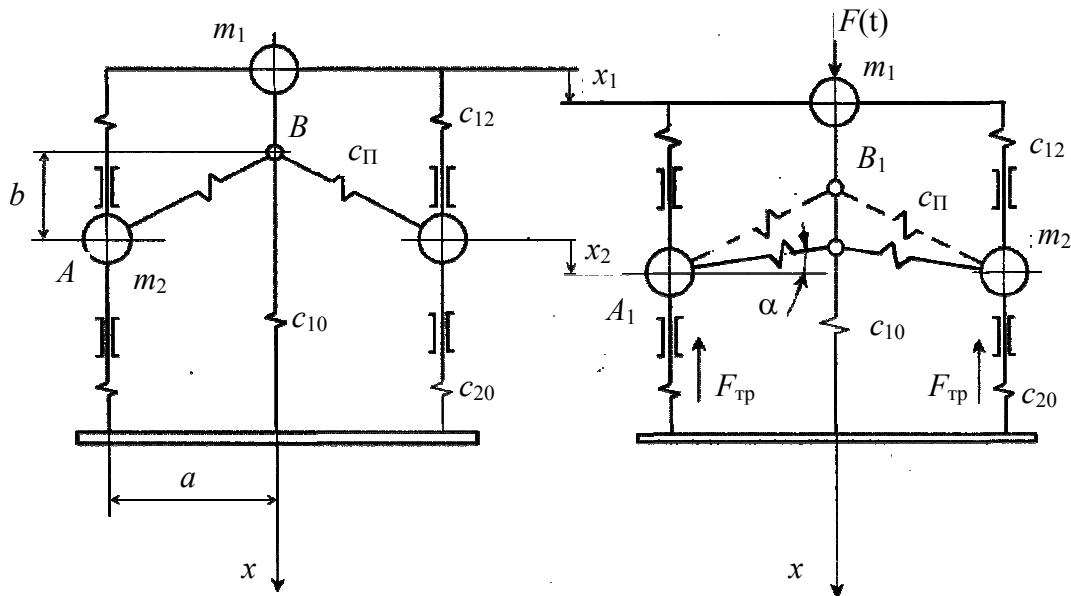 m₁
B
c₁₂
cП
b
A
m₂
c₁₀
c₂₀
a
x
F(t)
x₁
m₁
c₁₂
B₁
cП
x₂
m₂
A₁
α
c₁₀
Fтр
Fтр
c₂₀
x